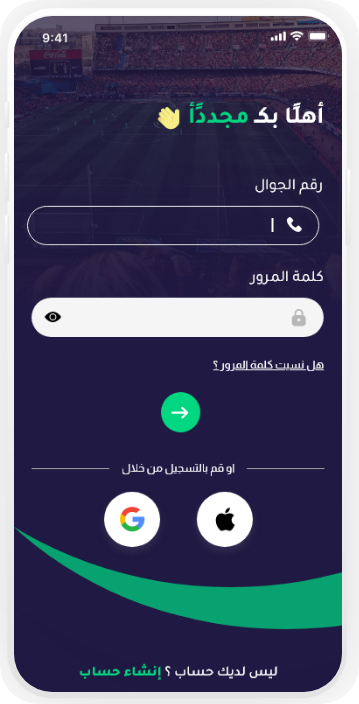 9:41
أهلًا بكـ مجددًأ 👋
رقم الجوال
كلمة المرور
هل نسيت كلمة المرور ؟
او قم بالتسجيل من خلال
ليس لديك حساب ؟ إنشاء حساب